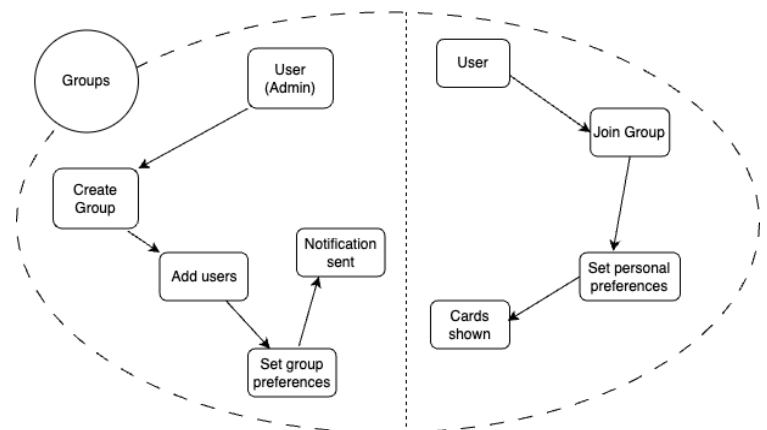 Groups
User
(Admin)
Create
Group
Add users
Notification
sent
Set group
preferences
User
Join Group
Set personal
preferences
Cards
shown